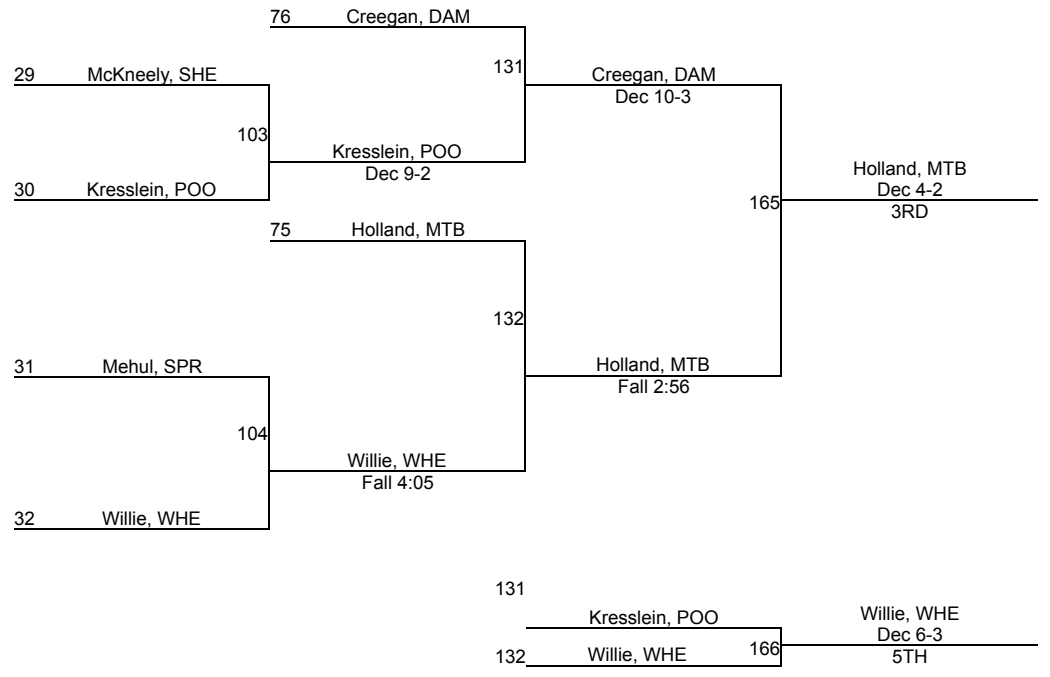 76 Creegan, DAM
29 McKneely, SHE
131
Creegan, DAM
Dec 10-3
103
Kresslein, POO
Dec 9-2
30 Kresslein, POO
Holland, MTB
Dec 4-2
3RD
165
75 Holland, MTB
132
31 Mehul, SPR
Holland, MTB
Fall 2:56
104
Willie, WHE
Fall 4:05
32 Willie, WHE
131
Kresslein, POO
Willie, WHE
Dec 6-3
5TH
132 Willie, WHE
166